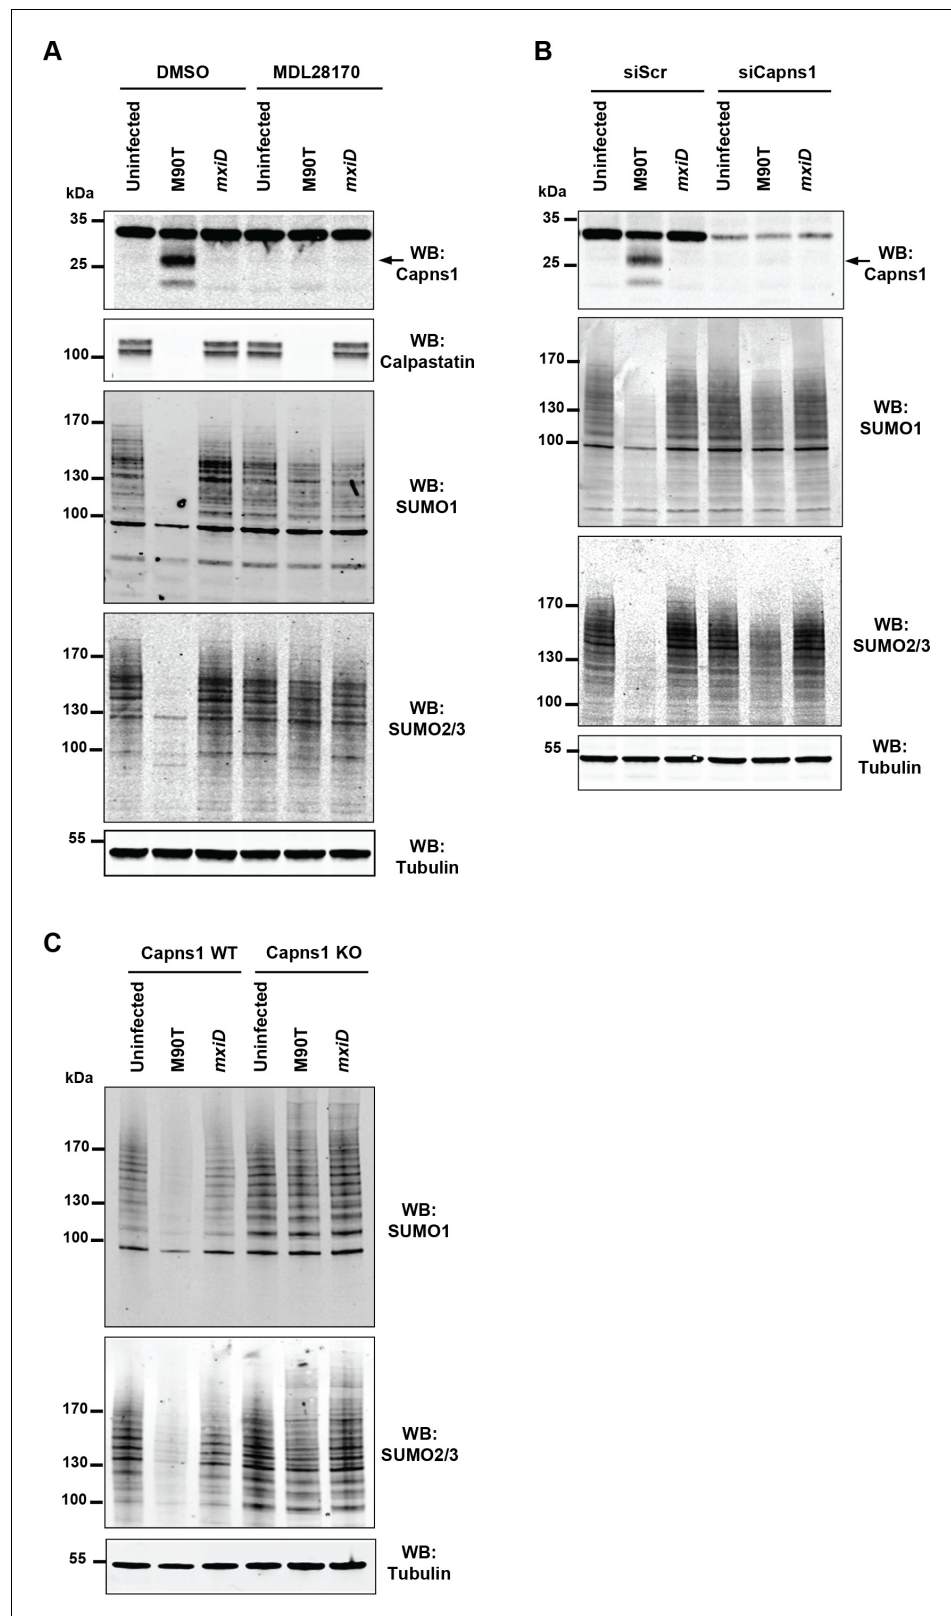 A
DMSO MDL28170
Uninfected M90T mxiD Uninfected M90T mxiD
kDa
35
25
WB:
Capns1
100
WB:
Calpastatin
170
130
100
WB:
SUMO1
170
130
100
WB:
SUMO2/3
55
WB:
Tubulin
B
siScr siCapns1
Uninfected M90T mxiD Uninfected M90T mxiD
kDa
35
25
WB:
Capns1
170
130
100
WB:
SUMO1
170
130
100
WB:
SUMO2/3
55
WB:
Tubulin
C
Capns1 WT Capns1 KO
Uninfected M90T mxiD Uninfected M90T mxiD
kDa
170
130
100
WB:
SUMO1
170
130
100
WB:
SUMO2/3
55
WB:
Tubulin